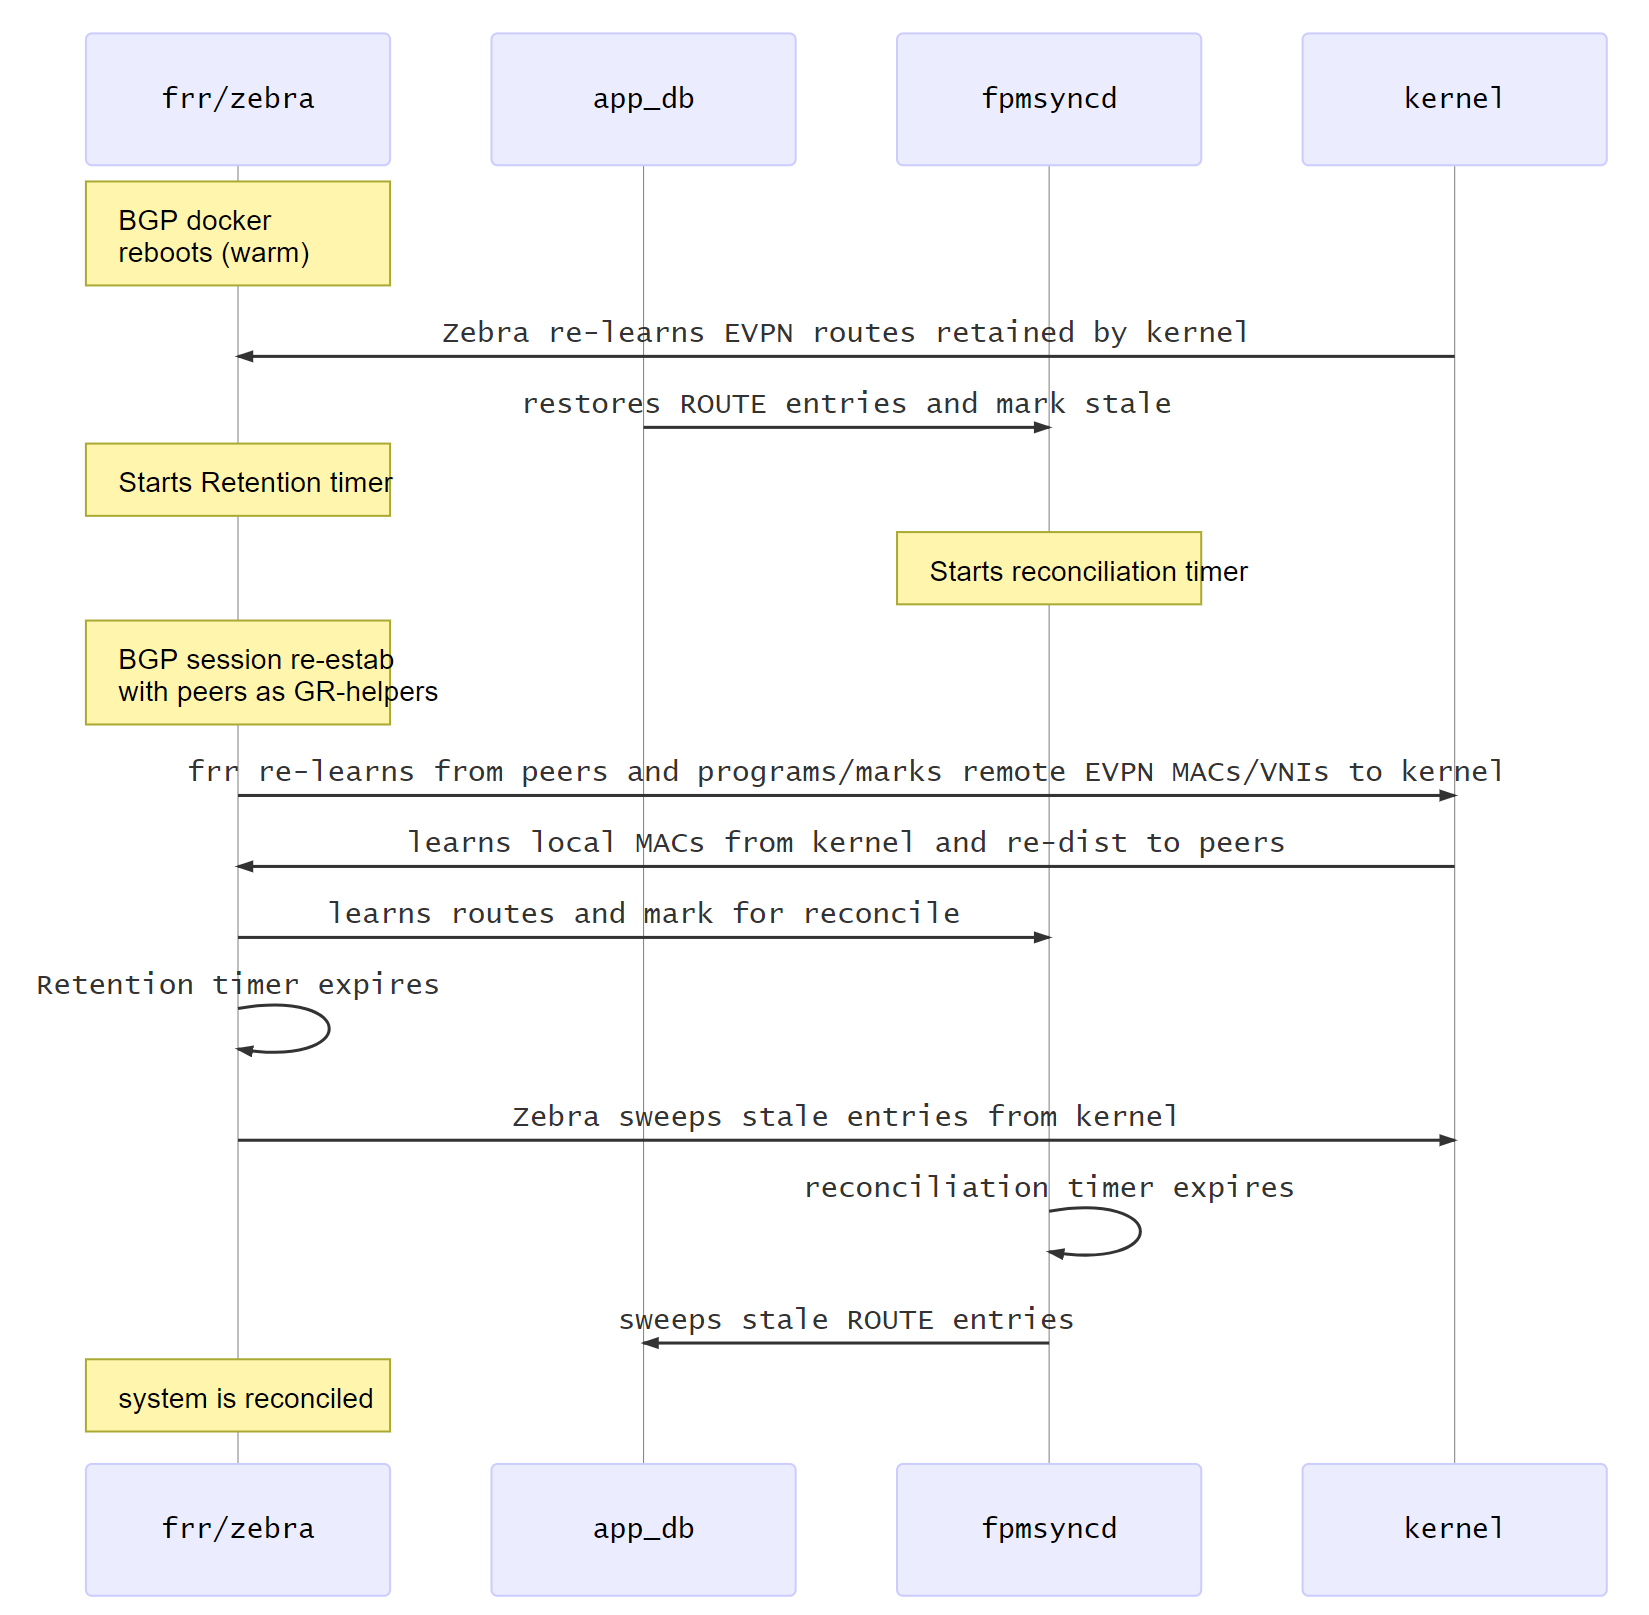 frr/zebra
app_db
fpmsyncd
kernel
BGP docker
reboots (warm)
Zebra re-learns EVPN routes retained by kernel
restores ROUTE entries and mark stale
Starts Retention timer
Starts reconciliation timer
BGP session re-estab
with peers as GR-helpers
frr re-learns from peers and programs/marks remote EVPN MACs/VNIs to kernel
learns local MACs from kernel and re-dist to peers
learns routes and mark for reconcile
Retention timer expires
Zebra sweeps stale entries from kernel
reconciliation timer expires
sweeps stale ROUTE entries
system is reconciled
frr/zebra
app_db
fpmsyncd
kernel